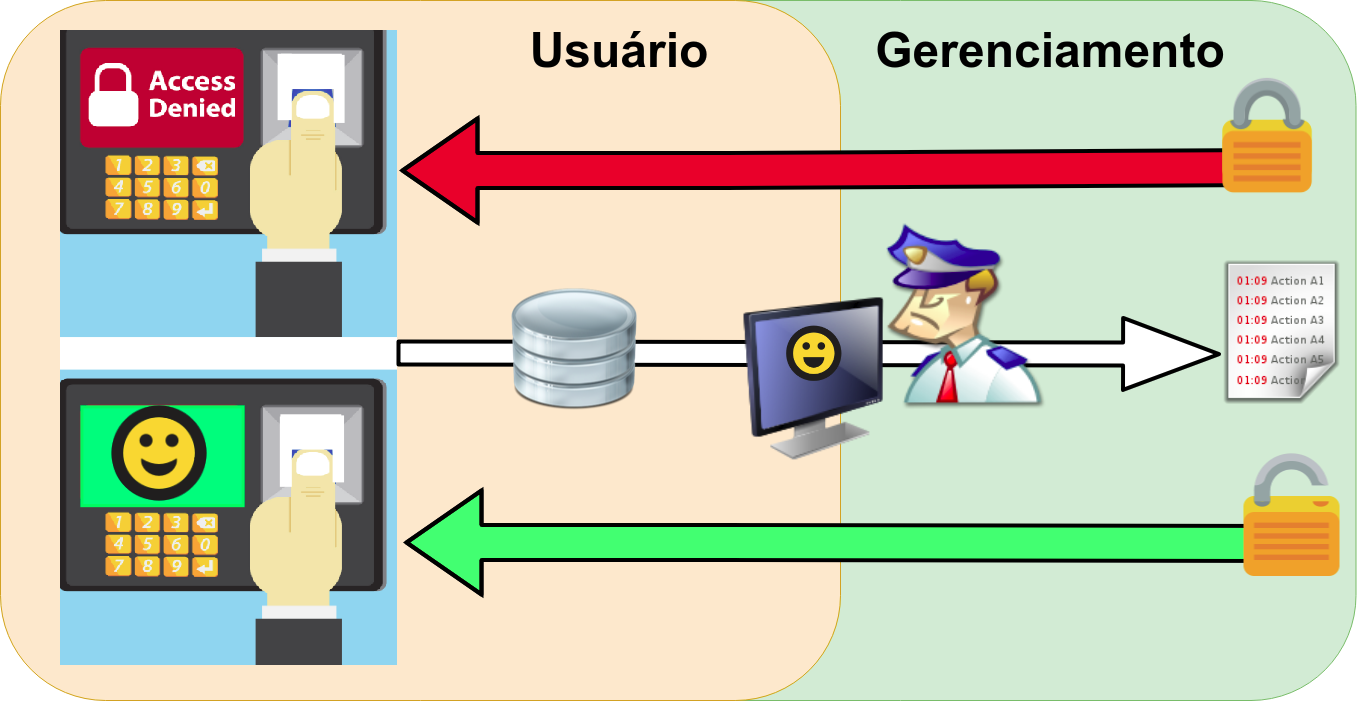 Usuário
Gerenciamento
Access
Denied
1 2 3
4 5 6 0
7 8 9
01:09 Action A1
01:09 Action A2
01:09 Action A3
01:09 Action A4
01:09 Action A5
01:09 Action
1 2 3
4 5 6 0
7 8 9